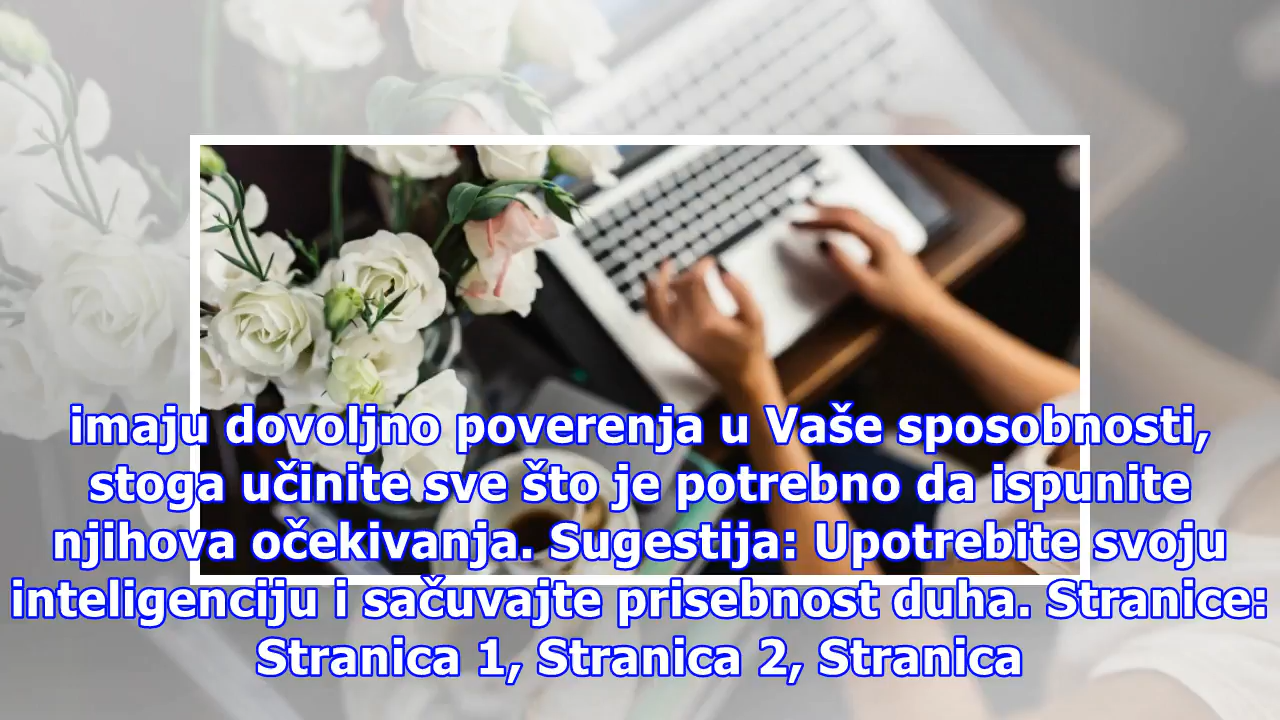 imaju dovoljno poverenja u Vaše sposobnosti,
stoga učinite sve što je potrebno da ispunite
njihova očekivanja. Sugestija: Upotrebite svoju
inteligenciju i sačuvajte prisebnost duha. Stranice:
Stranica 1, Stranica 2, Stranica